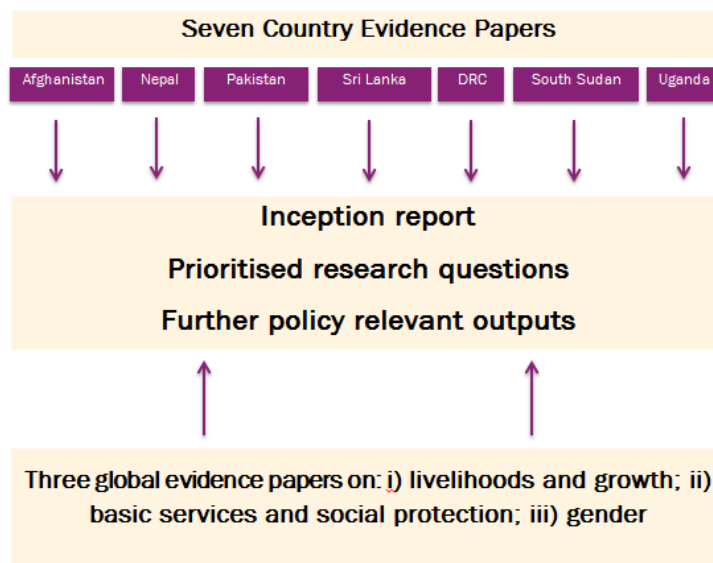 Seven Country Evidence Papers
Afghanistan Nepal Pakistan Sri Lanka DRC South Sudan Uganda
Inception report
Prioritised research questions
Further policy relevant outputs
Three global evidence papers on: i) livelihoods and growth; ii)
basic services and social protection; iii) gender